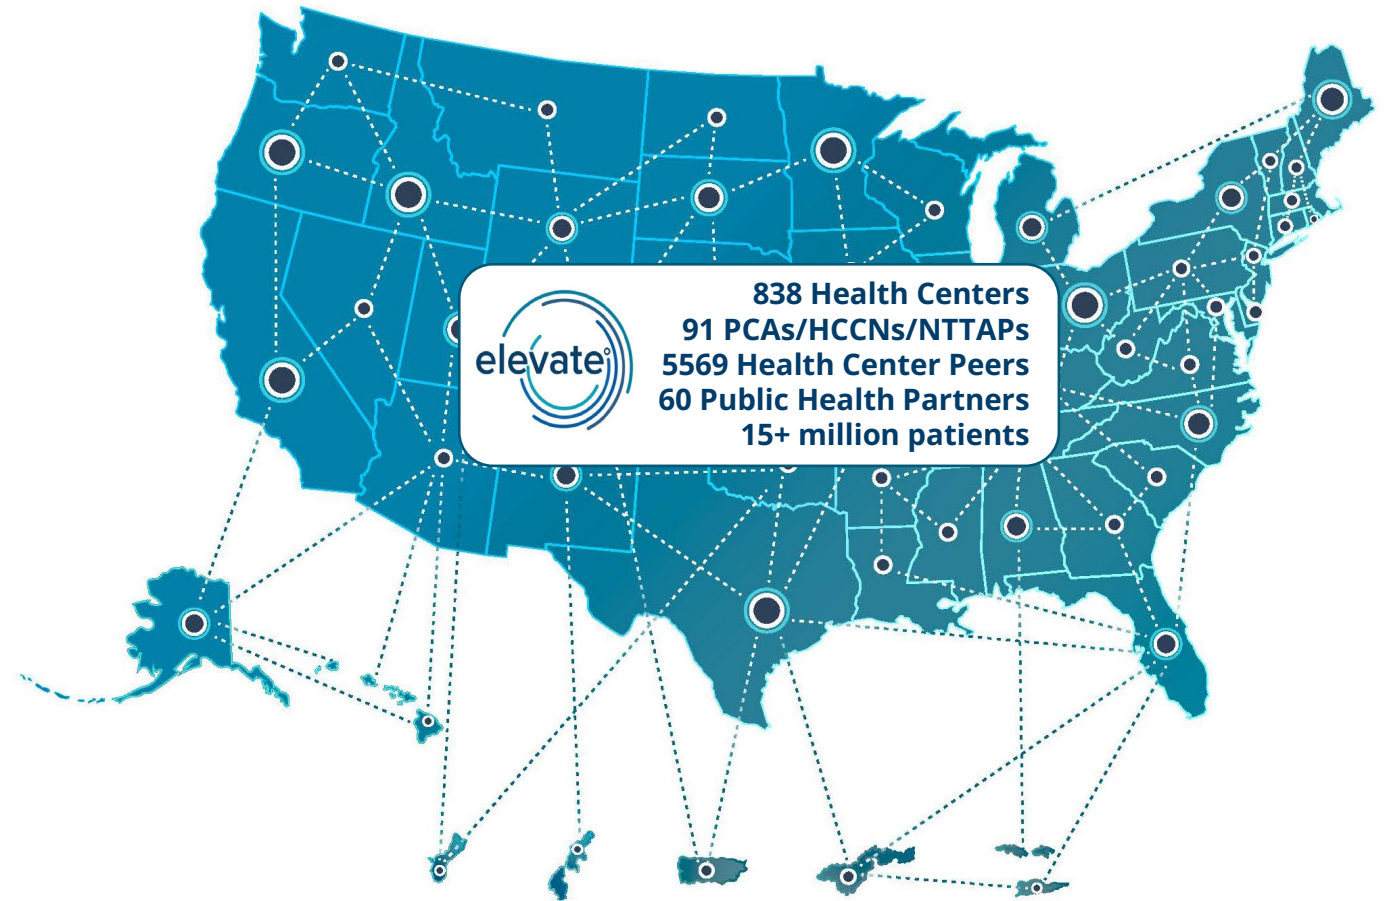 elevate
838 Health Centers
91 PCAs/HCCNs/NTTAPs
5569 Health Center Peers
60 Public Health Partners
15+ million patients